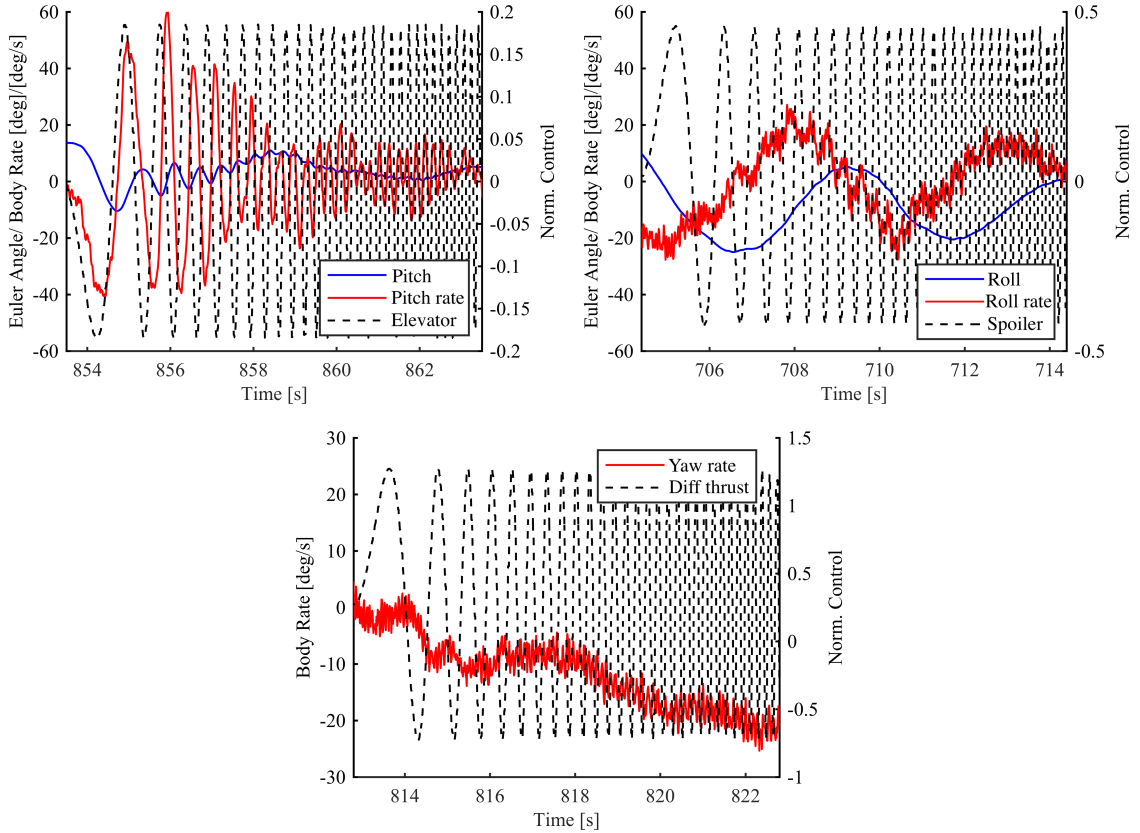 60
40
20
0
-20
-40
-60
Euler Angle/ Body Rate [deg]/[deg/s]
0.2
0.15
0.1
0.05
0
-0.05
-0.1
-0.15
-0.2
Norm. Control
Pitch
Pitch rate
Elevator
854 856 858 860 862
Time [s]
60
40
20
0
-20
-40
-60
Euler Angle/ Body Rate [deg]/[deg/s]
0.5
0
-0.5
Norm. Control
Roll
Roll rate
Spoiler
706 708 710 712 714
Time [s]
30
20
10
0
-10
-20
-30
Body Rate [deg/s]
1.5
1
0.5
0
-0.5
-1
Norm. Control
Yaw rate
Diff thrust
814 816 818 820 822
Time [s]